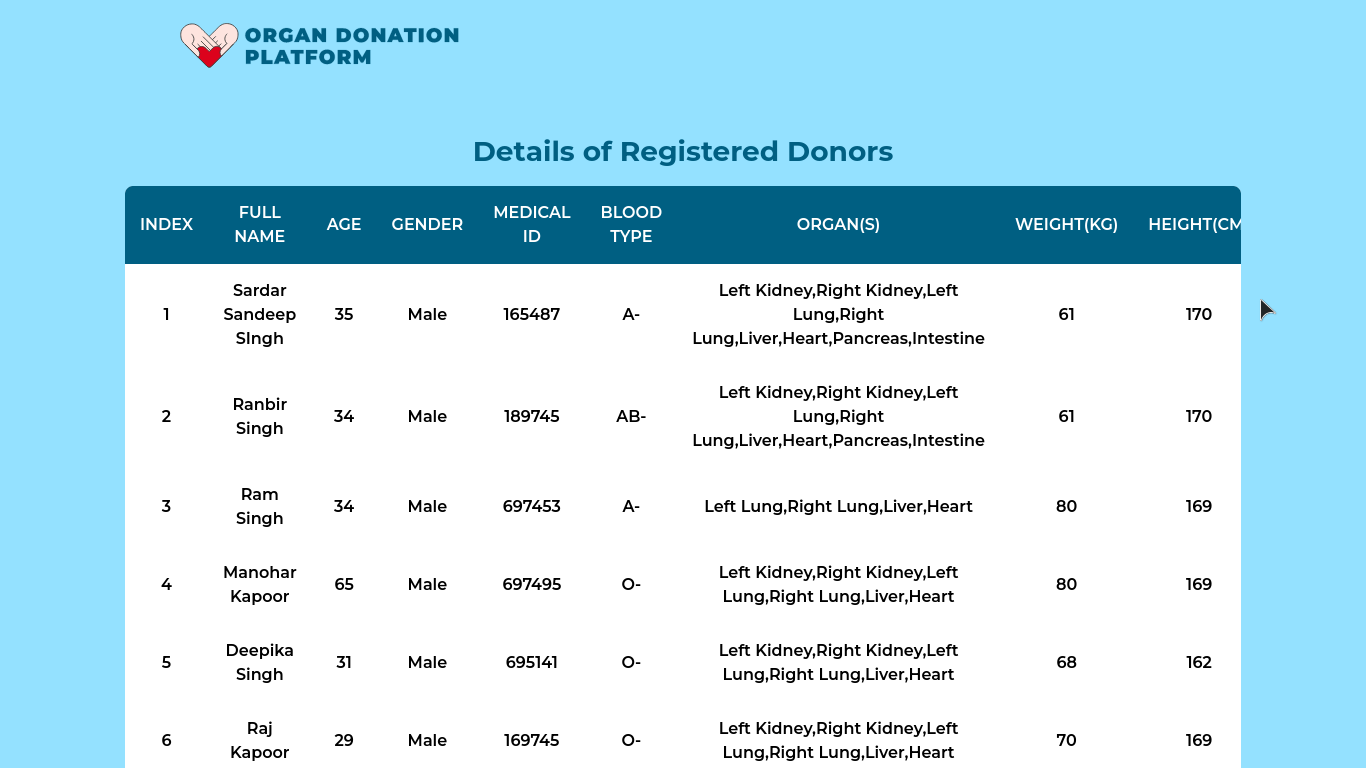 ORGAN DONATION
PLATFORM
Details of Registered Donors
INDEX FULL NAME AGE GENDER MEDICAL ID BLOOD TYPE ORGAN(S) WEIGHT(KG) HEIGHT(CM
1 Sardar Sandeep SIngh 35 Male 165487 A- Left Kidney,Right Kidney,Left Lung,Right Lung,Liver,Heart,Pancreas,Intestine 61 170
2 Ranbir Singh 34 Male 189745 AB- Left Kidney,Right Kidney,Left Lung,Right Lung,Liver,Heart,Pancreas,Intestine 61 170
3 Ram Singh 34 Male 697453 A- Left Lung,Right Lung,Liver,Heart 80 169
4 Manohar Kapoor 65 Male 697495 O- Left Kidney,Right Kidney,Left Lung,Right Lung,Liver,Heart 80 169
5 Deepika Singh 31 Male 695141 O- Left Kidney,Right Kidney,Left Lung,Right Lung,Liver,Heart 68 162
6 Raj Kapoor 29 Male 169745 O- Left Kidney,Right Kidney,Left Lung,Right Lung,Liver,Heart 70 169